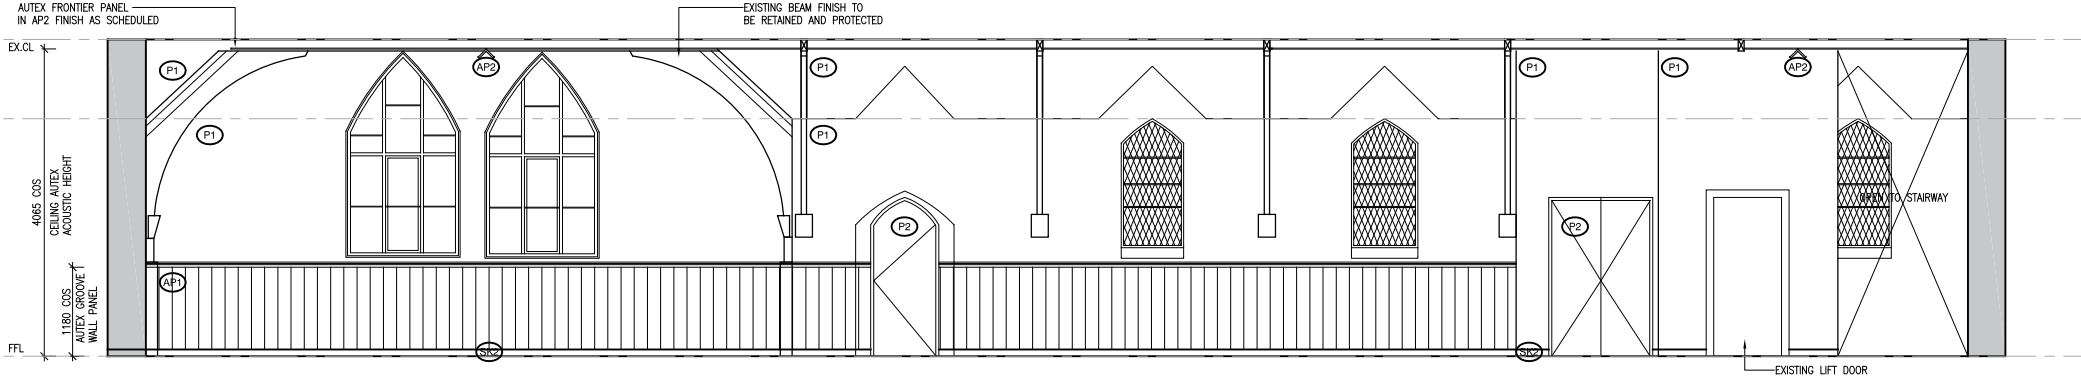 AUTEX FRONTIER PANEL
IN AP2 FINISH AS SCHEDULED
EXISTING BEAM FINISH TO
BE RETAINED AND PROTECTED
EX.CL
P1
AP2
P1
P1
P1
AP2
P1
P1
4065 COS
CEILING AUTEX
ACOUSTIC HEIGHT
OPEN TO STAIRWAY
P2
P2
AP1
1180 COS
AUTEX GROOVE
WALL PANEL
FFL
SK2
SK2
EXISTING LIFT DOOR